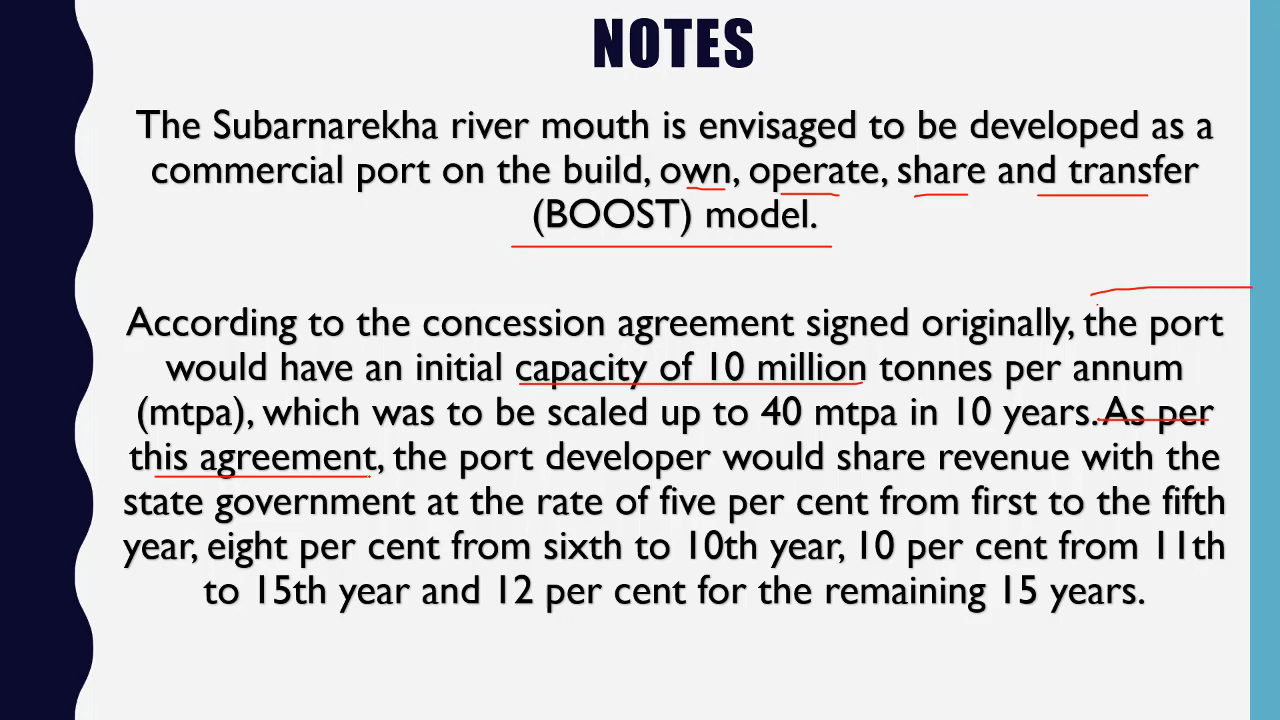 NOTES
The Subarnarekha river mouth is envisaged to be developed as a
commercial port on the build, own, operate, share and transfer
(BOOST) model.
According to the concession agreement signed originally, the port
would have an initial capacity of 10 million tonnes per annum
(mtpa), which was to be scaled up to 40 mtpa in 10 years. As per
this agreement, the port developer would share revenue with the
state government at the rate of five per cent from first to the fifth
year, eight per cent from sixth to 10th year, 10 per cent from 11th
to 15th year and 12 per cent for the remaining 15 years.